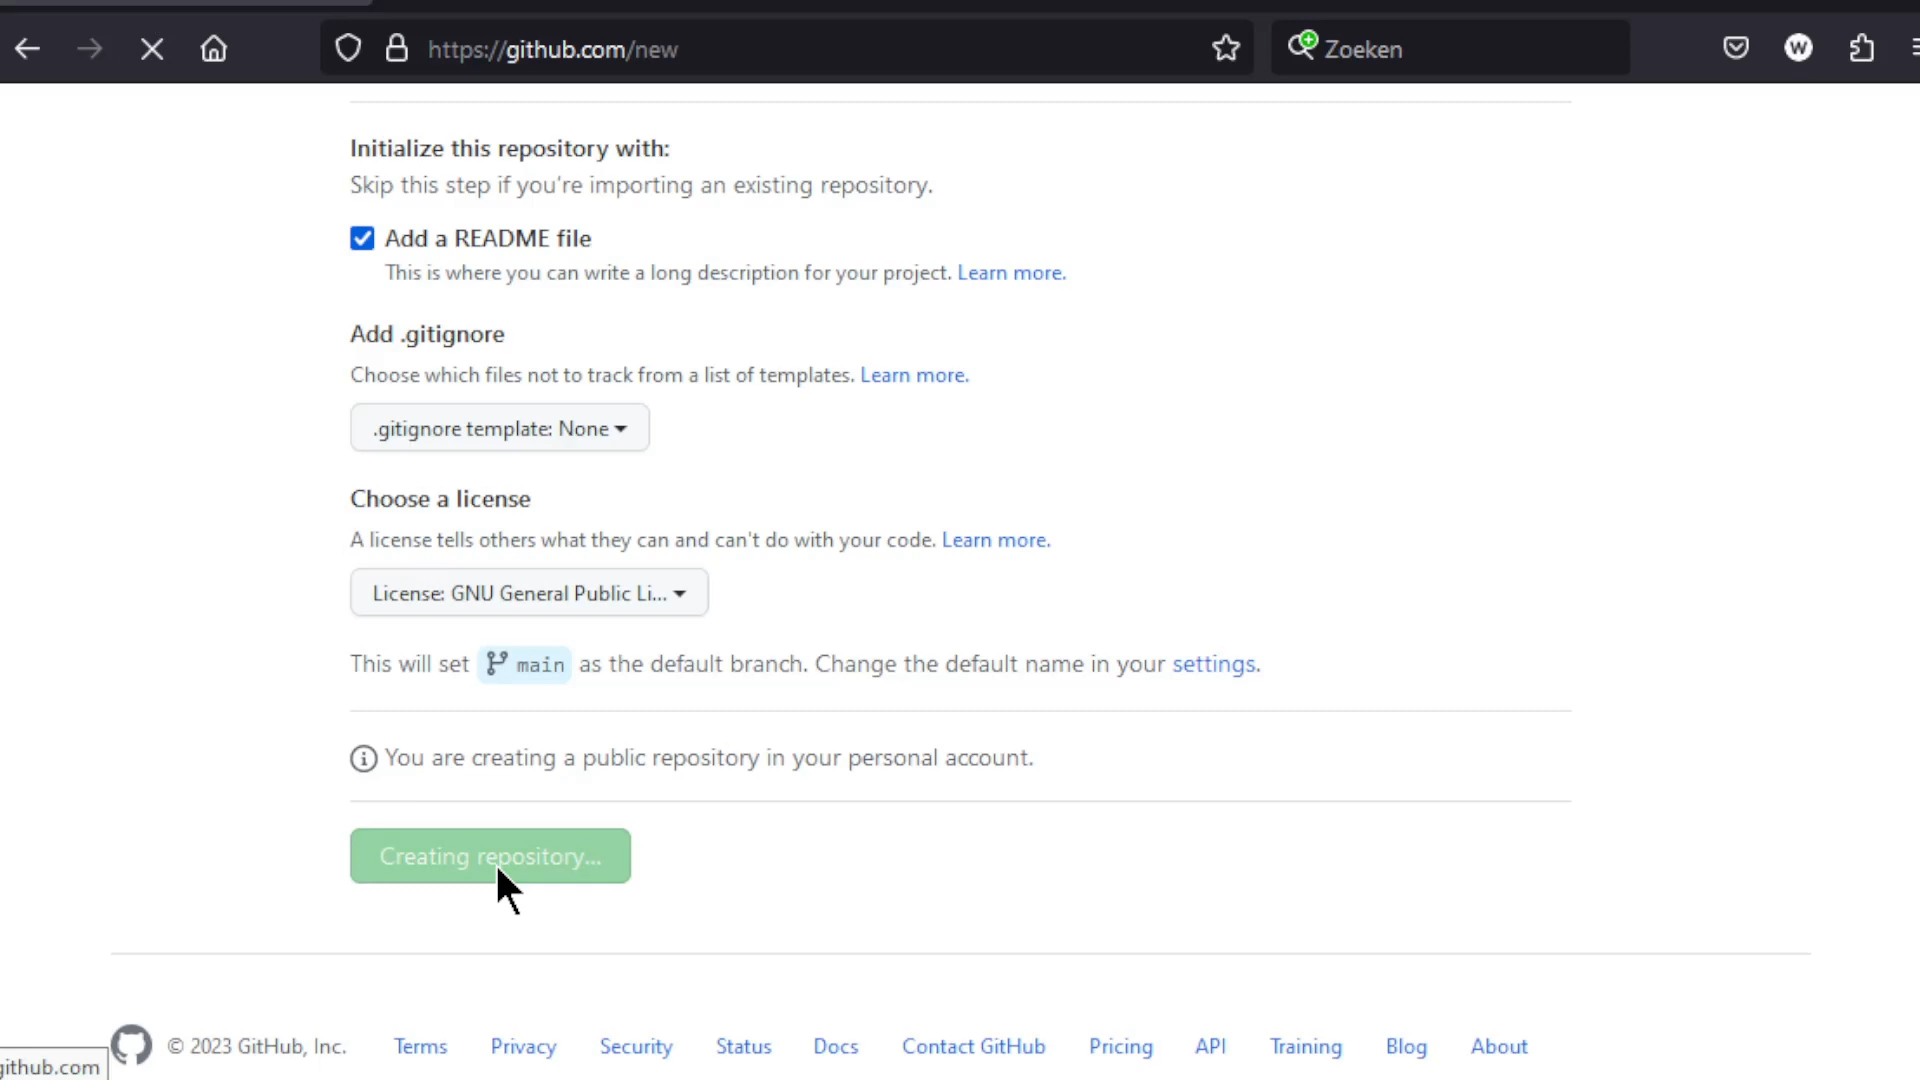 https://github.com/new
Zoeken
W
Initialize this repository with:
Skip this step if you're importing an existing repository.
Add a README file
This is where you can write a long description for your project. Learn more.
Add .gitignore
Choose which files not to track from a list of templates. Learn more.
.gitignore template: None
Choose a license
A license tells others what they can and can't do with your code. Learn more.
License: GNU General Public Li...
This will set main as the default branch. Change the default name in your settings.
You are creating a public repository in your personal account.
Creating repository...
© 2023 GitHub, Inc. Terms Privacy Security Status Docs Contact GitHub Pricing API Training Blog About
github.com